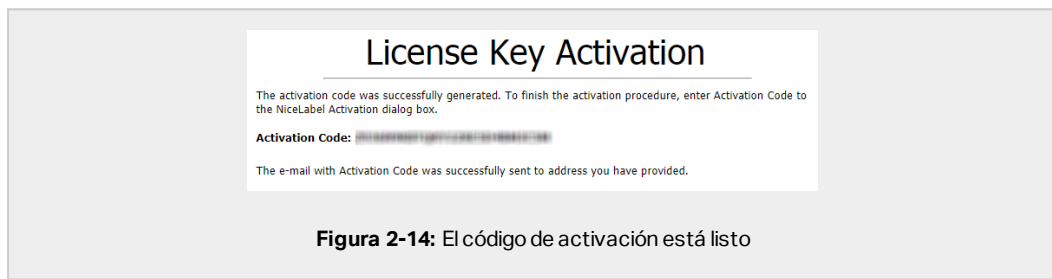 License Key Activation
The activation code was successfully generated. To finish the activation procedure, enter Activation Code to
the NiceLabel Activation dialog box.
Activation Code:
The e-mail with Activation Code was successfully sent to address you have provided.
Figura 2-14: El código de activación está listo